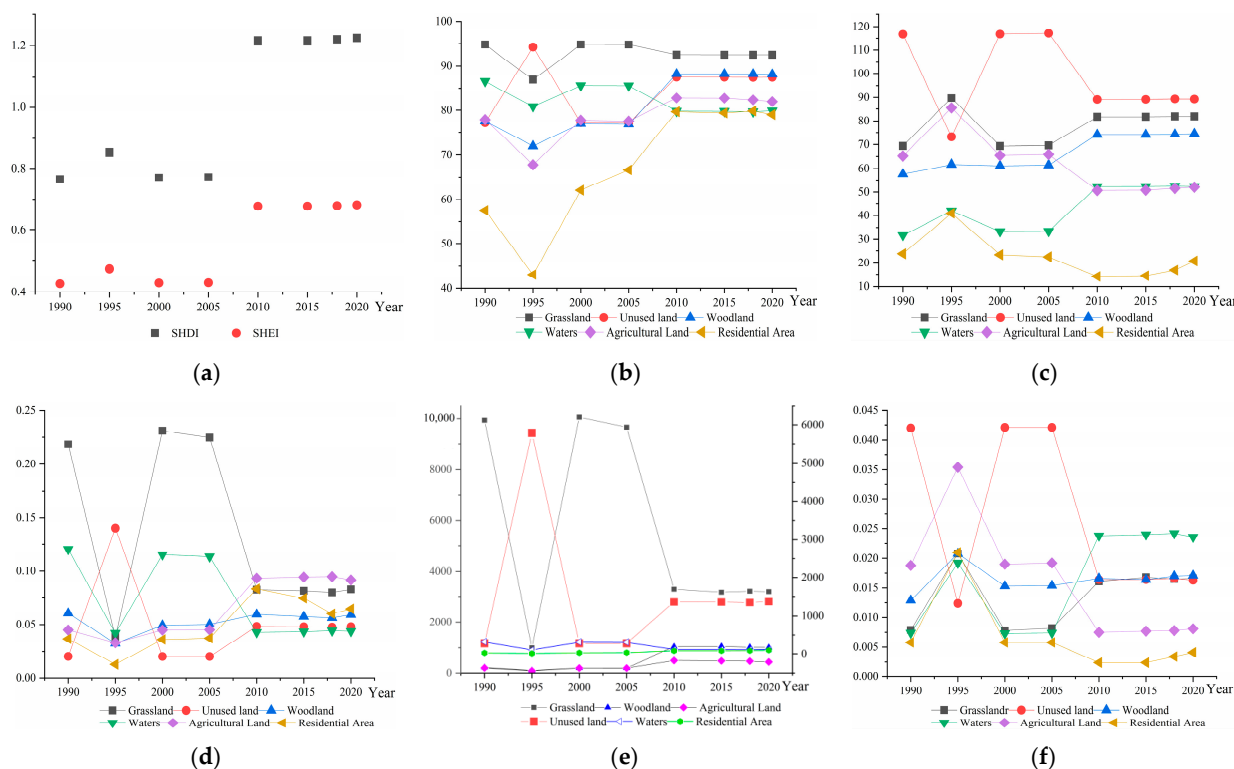 1.2
1.0
0.8
0.6
0.4
1990 1995 2000 2005 2010 2015 2020 Year
SHDI SHEI
(a)
100
90
80
70
60
50
40
1990 1995 2000 2005 2010 2015 2020 Year
Grassland Unused land Woodland
Waters Agricultural Land Residential Area
(b)
120
110
100
90
80
70
60
50
40
30
20
10
1990 1995 2000 2005 2010 2015 2020 Year
Grassland Unused land Woodland
Waters Agricultural Land Residential Area
(c)
0.25
0.20
0.15
0.10
0.05
0.00
1990 1995 2000 2005 2010 2015 2020 Year
Grassland Unused land Woodland
Waters Agricultural Land Residential Area
(d)
10,000
8000
6000
4000
2000
0
6000
5000
4000
3000
2000
1000
0
1990 1995 2000 2005 2010 2015 2020 Year
Grassland Woodland Agricultural Land
Unused land Waters Residential Area
(e)
0.045
0.040
0.035
0.030
0.025
0.020
0.015
0.010
0.005
0.000
1990 1995 2000 2005 2010 2015 2020 Year
Grasslandr Unused land Woodland
Waters Agricultural Land Residential Area
(f)